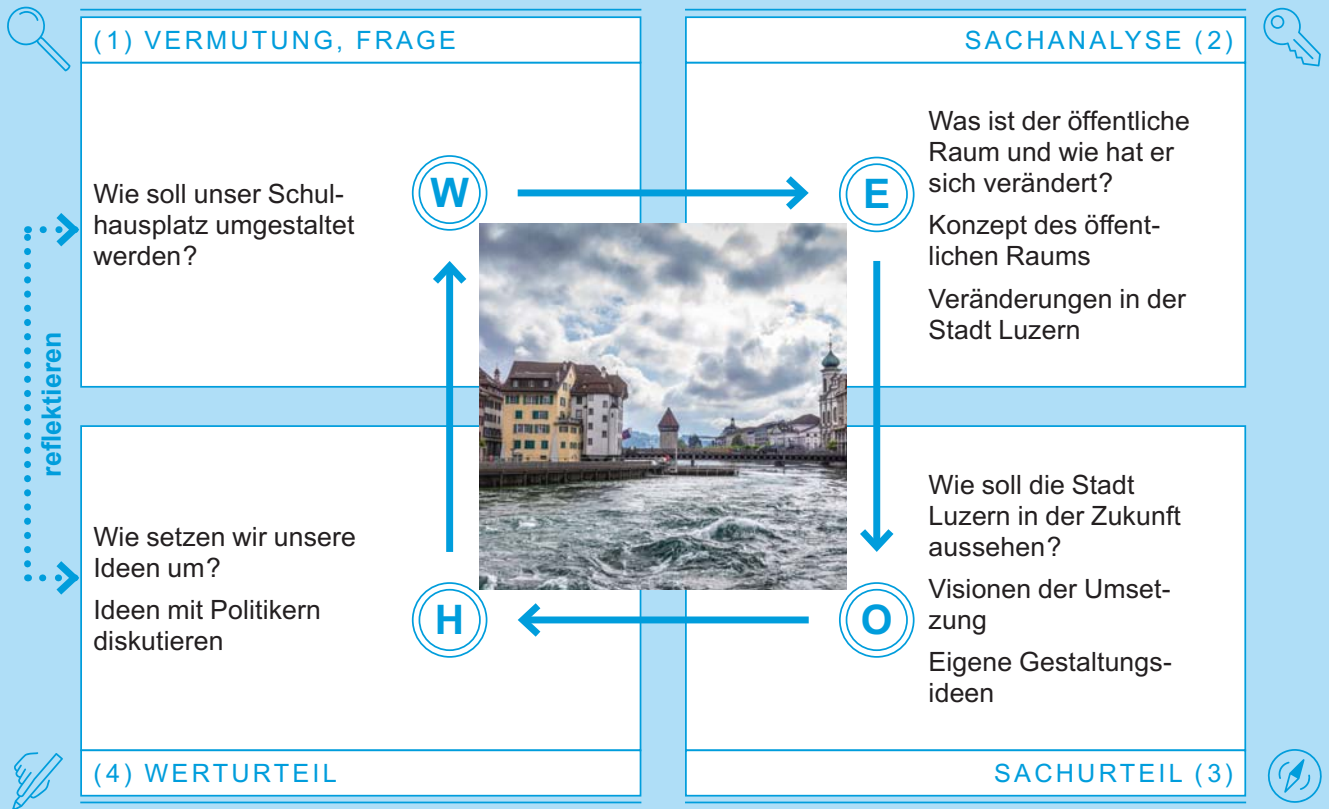 (1) VERMUTUNG, FRAGE
Wie soll unser Schul-
hausplatz umgestaltet
werden?
W
SACHANALYSE (2)
E
Was ist der öffentliche
Raum und wie hat er
sich verändert?
Konzept des öffent-
lichen Raums
Veränderungen in der
Stadt Luzern
reflektieren
Wie setzen wir unsere
Ideen um?
Ideen mit Politikern
diskutieren
H
(4) WERTURTEIL
O
Wie soll die Stadt
Luzern in der Zukunft
aussehen?
Visionen der Umset-
zung
Eigene Gestaltungs-
ideen
SACHURTEIL (3)